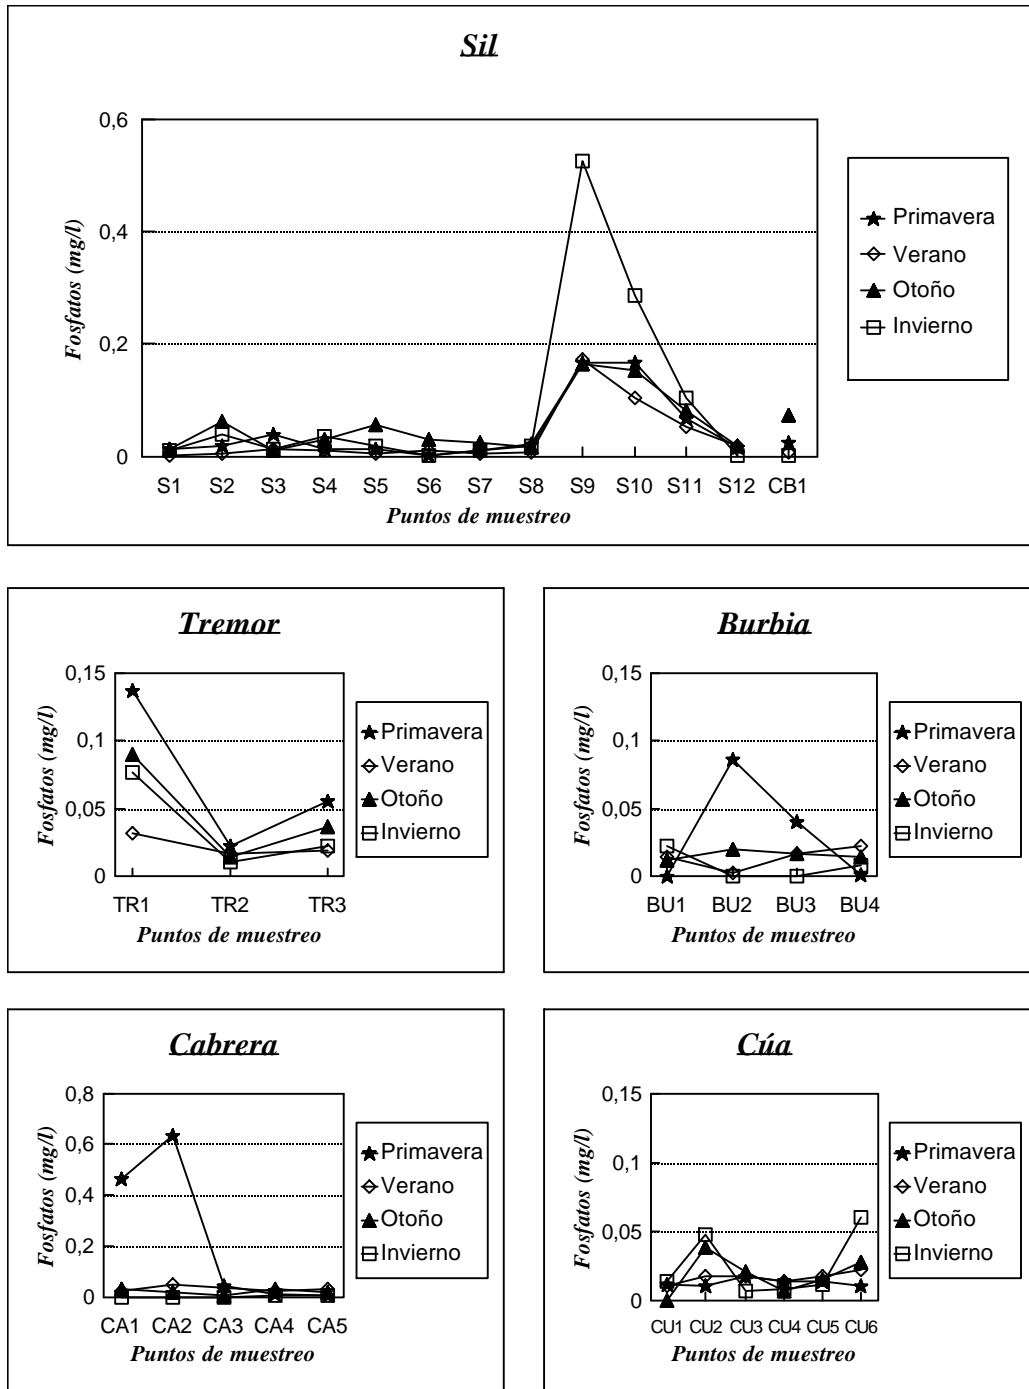 Sil
Fosfatos (mg/l)
0,6
0,4
0,2
0
S1 S2 S3 S4 S5 S6 S7 S8 S9 S10 S11 S12 CB1
Puntos de muestreo
Primavera
Verano
Otoño
Invierno
Tremor
Fosfatos (mg/l)
0,15
0,1
0,05
0
TR1 TR2 TR3
Puntos de muestreo
Primavera
Verano
Otoño
Invierno
Burbia
Fosfatos (mg/l)
0,15
0,1
0,05
0
BU1 BU2 BU3 BU4
Puntos de muestreo
Primavera
Verano
Otoño
Invierno
Cabrera
Fosfatos (mg/l)
0,8
0,6
0,4
0,2
0
CA1 CA2 CA3 CA4 CA5
Puntos de muestreo
Primavera
Verano
Otoño
Invierno
Cúa
Fosfatos (mg/l)
0,15
0,1
0,05
0
CU1 CU2 CU3 CU4 CU5 CU6
Puntos de muestreo
Primavera
Verano
Otoño
Invierno